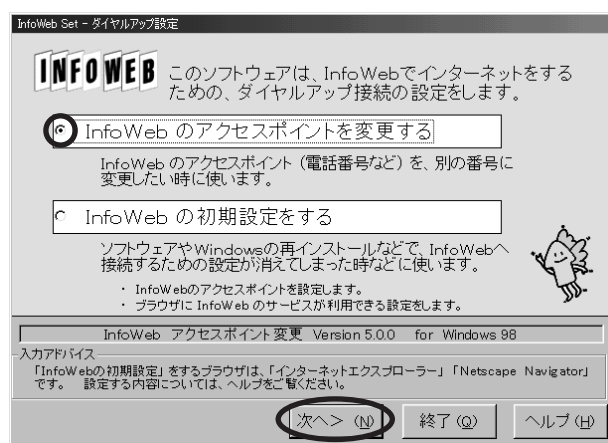 InfoWeb Set - ダイヤルアップ設定
INFOWEB
このソフトウェアは、InfoWebでインターネットをする
ための、ダイヤルアップ接続の設定をします。
InfoWeb のアクセスポイントを変更する
InfoWeb のアクセスポイント（電話番号など）を、別の番号に
変更したい時に使います。
InfoWeb の初期設定をする
ソフトウェアやWindowsの再インストールなどで、InfoWebへ
接続するための設定が消えてしまった時などに使います。
・ InfoWebのアクセスポイントを設定します。
・ ブラウザに InfoWeb のサービスが利用できる設定をします。
InfoWeb アクセスポイント変更 Version 5.0.0 for Windows 98
入力アドバイス
「InfoWebの初期設定」をするブラウザは、「インターネットエクスプローラー」「Netscape Navigator」
です。 設定する内容については、ヘルプをご覧ください。
次へ> (N)
終了(Q)
ヘルプ(H)